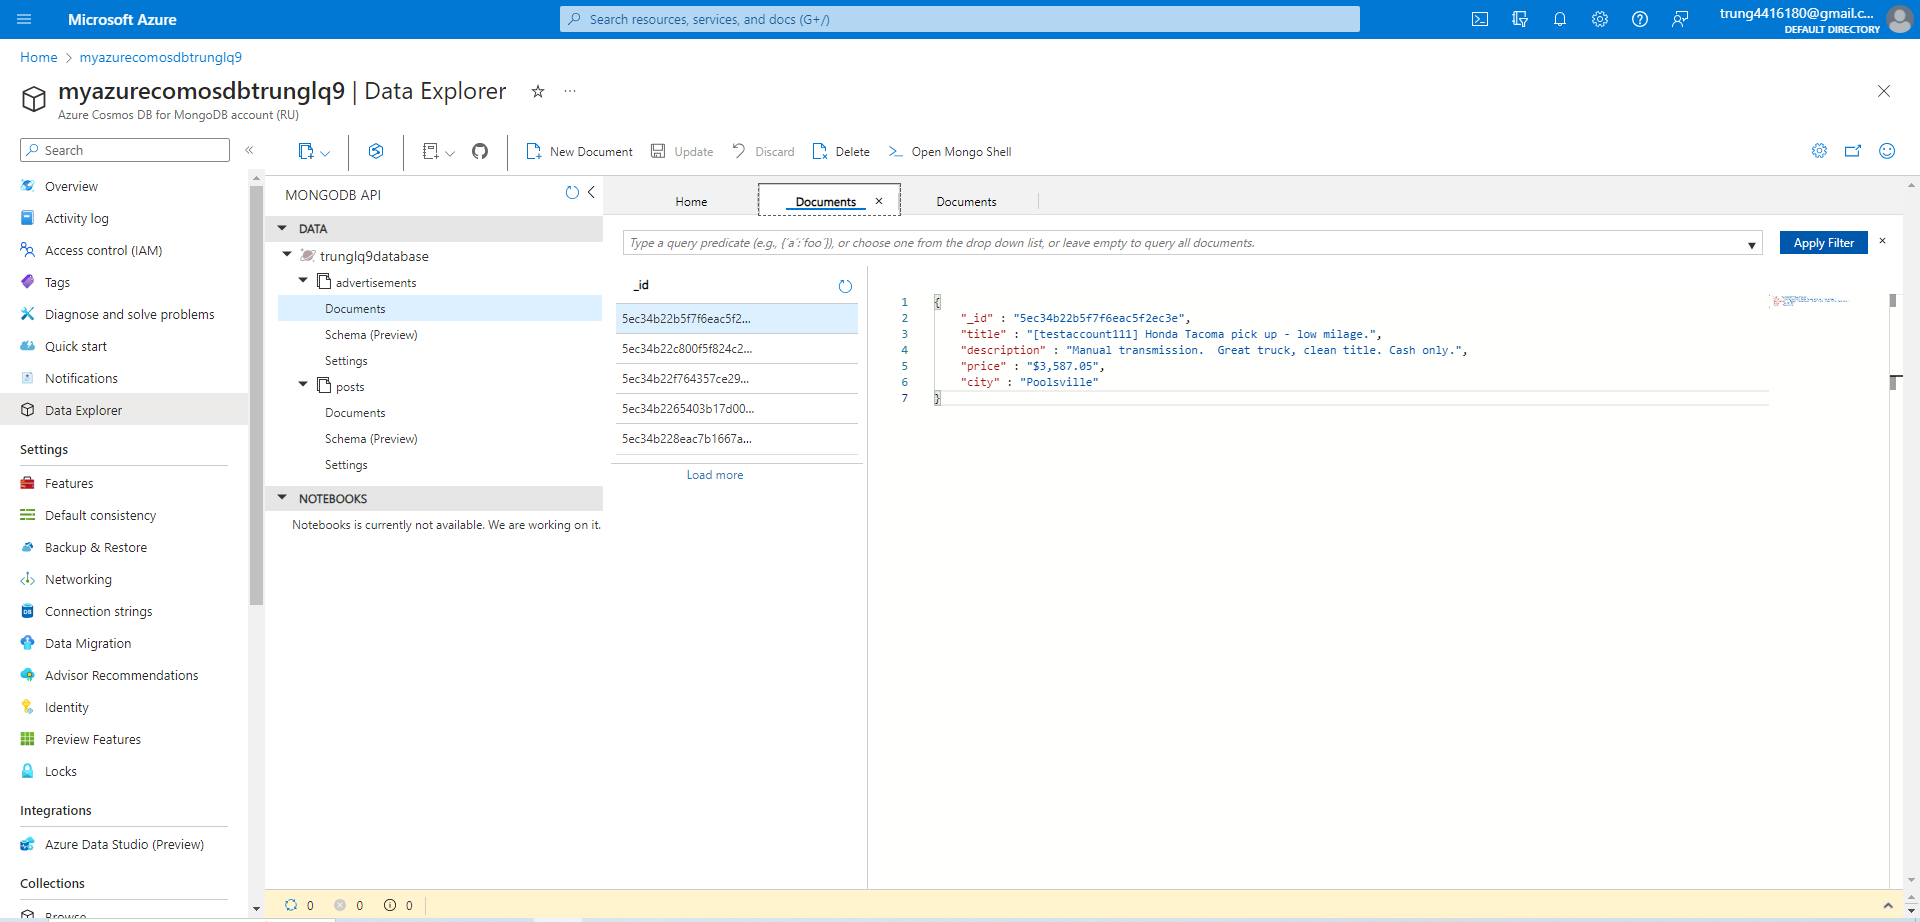 Microsoft Azure
Search resources, services, and docs (G+/)
trung4416180@gmail.c...
DEFAULT DIRECTORY
Home > myazurecomosdbtrunglq9
myazurecomosdbtrunglq9 | Data Explorer
Azure Cosmos DB for MongoDB account (RU)
Search
Overview
Activity log
Access control (IAM)
Tags
Diagnose and solve problems
Quick start
Notifications
Data Explorer
Settings
Features
Default consistency
Backup & Restore
Networking
Connection strings
Data Migration
Advisor Recommendations
Identity
Preview Features
Locks
Integrations
Azure Data Studio (Preview)
Collections
Browse
New Document
Update
Discard
Delete
Open Mongo Shell
MONGODB API
DATA
trunglq9database
advertisements
Documents
Schema (Preview)
Settings
posts
Documents
Schema (Preview)
Settings
NOTEBOOKS
Notebooks is currently not available. We are working on it.
Home
Documents
Documents
Type a query predicate (e.g., {´a´:´foo´}), or choose one from the drop down list, or leave empty to query all documents.
Apply Filter
_id
5ec34b22b5f7f6eac5f2...
5ec34b22c800f5f824c2...
5ec34b22f764357ce29...
5ec34b2265403b17d00...
5ec34b228eac7b1667a...
Load more
1 {
2 "_id" : "5ec34b22b5f7f6eac5f2ec3e",
3 "title" : "[testaccount111] Honda Tacoma pick up - low milage.",
4 "description" : "Manual transmission.  Great truck, clean title. Cash only.",
5 "price" : "$3,587.05",
6 "city" : "Poolsville"
7 }
0 0 0